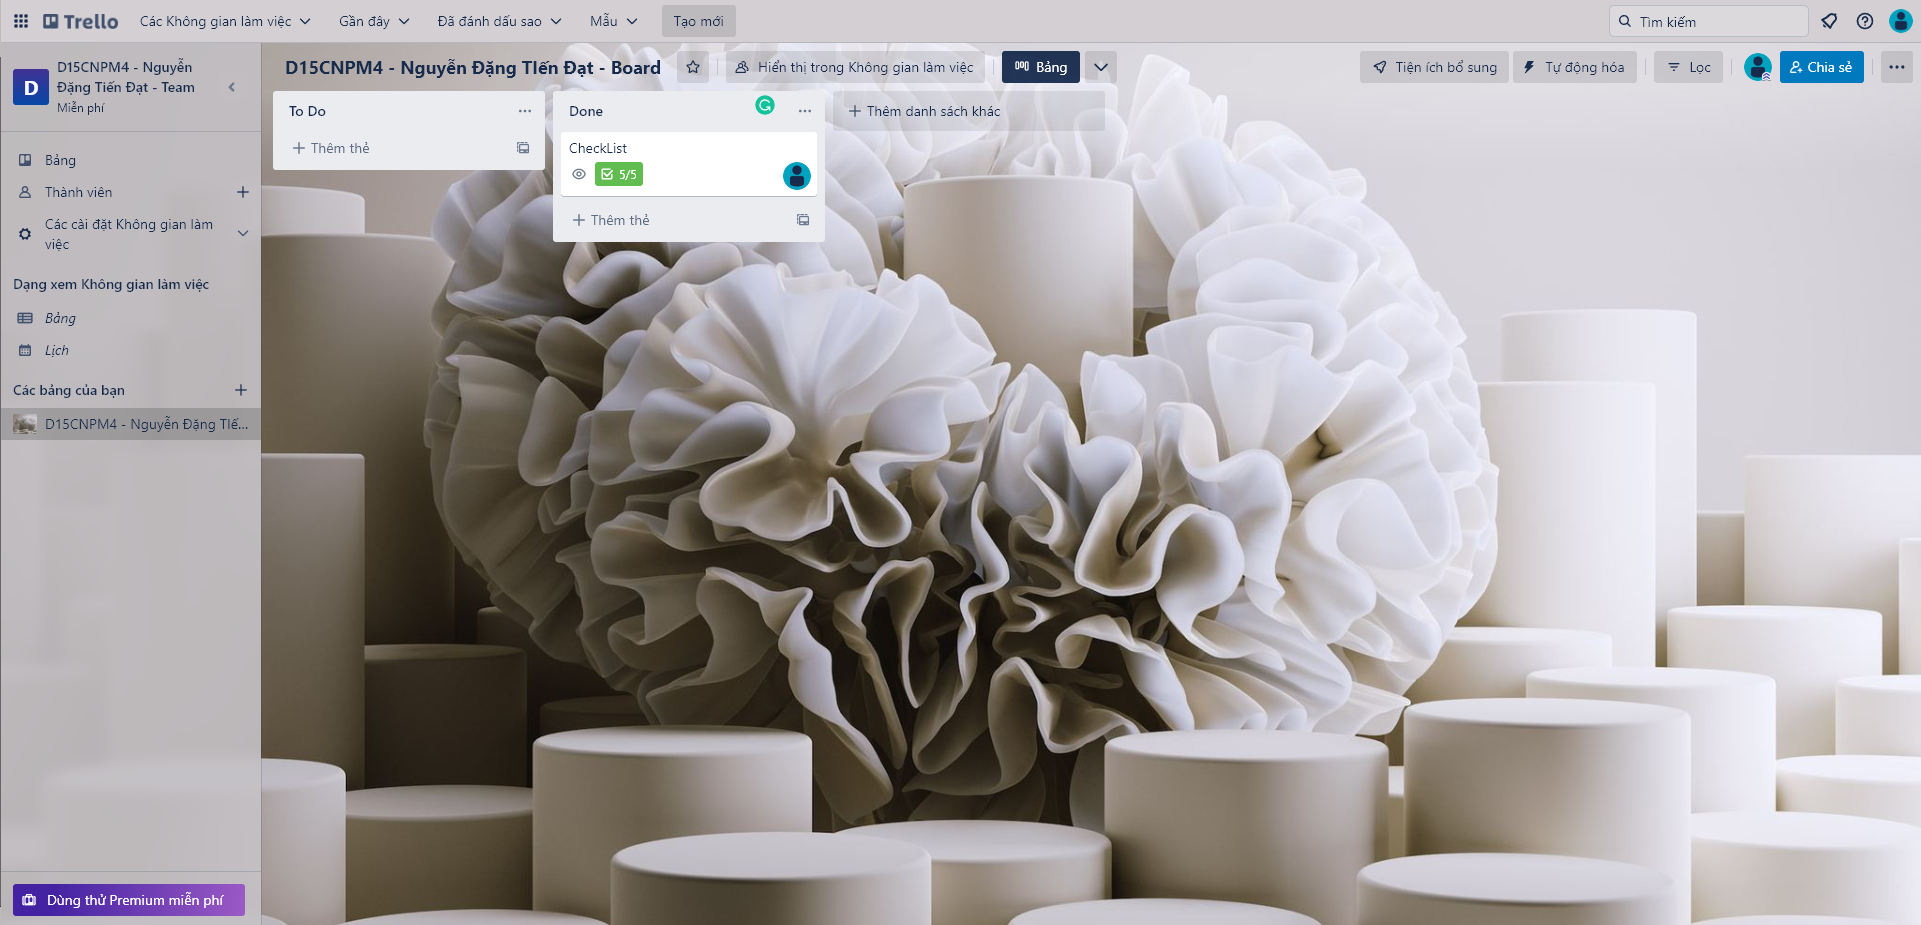 Trello
Các Không gian làm việc
Gần đây
Đã đánh dấu sao
Mẫu
Tạo mới
Tìm kiếm
D
D15CNPM4 - Nguyễn
Đặng Tiến Đạt - Team
Miễn phí
Bảng
Thành viên
Các cài đặt Không gian làm
việc
Dạng xem Không gian làm việc
Bảng
Lịch
Các bảng của bạn
D15CNPM4 - Nguyễn Đặng TIế...
Dùng thử Premium miễn phí
D15CNPM4 - Nguyễn Đặng TIến Đạt - Board
Hiển thị trong Không gian làm việc
Bảng
Tiện ích bổ sung
Tự động hóa
Lọc
Chia sẻ
To Do
Thêm thẻ
Done
CheckList
5/5
Thêm thẻ
Thêm danh sách khác